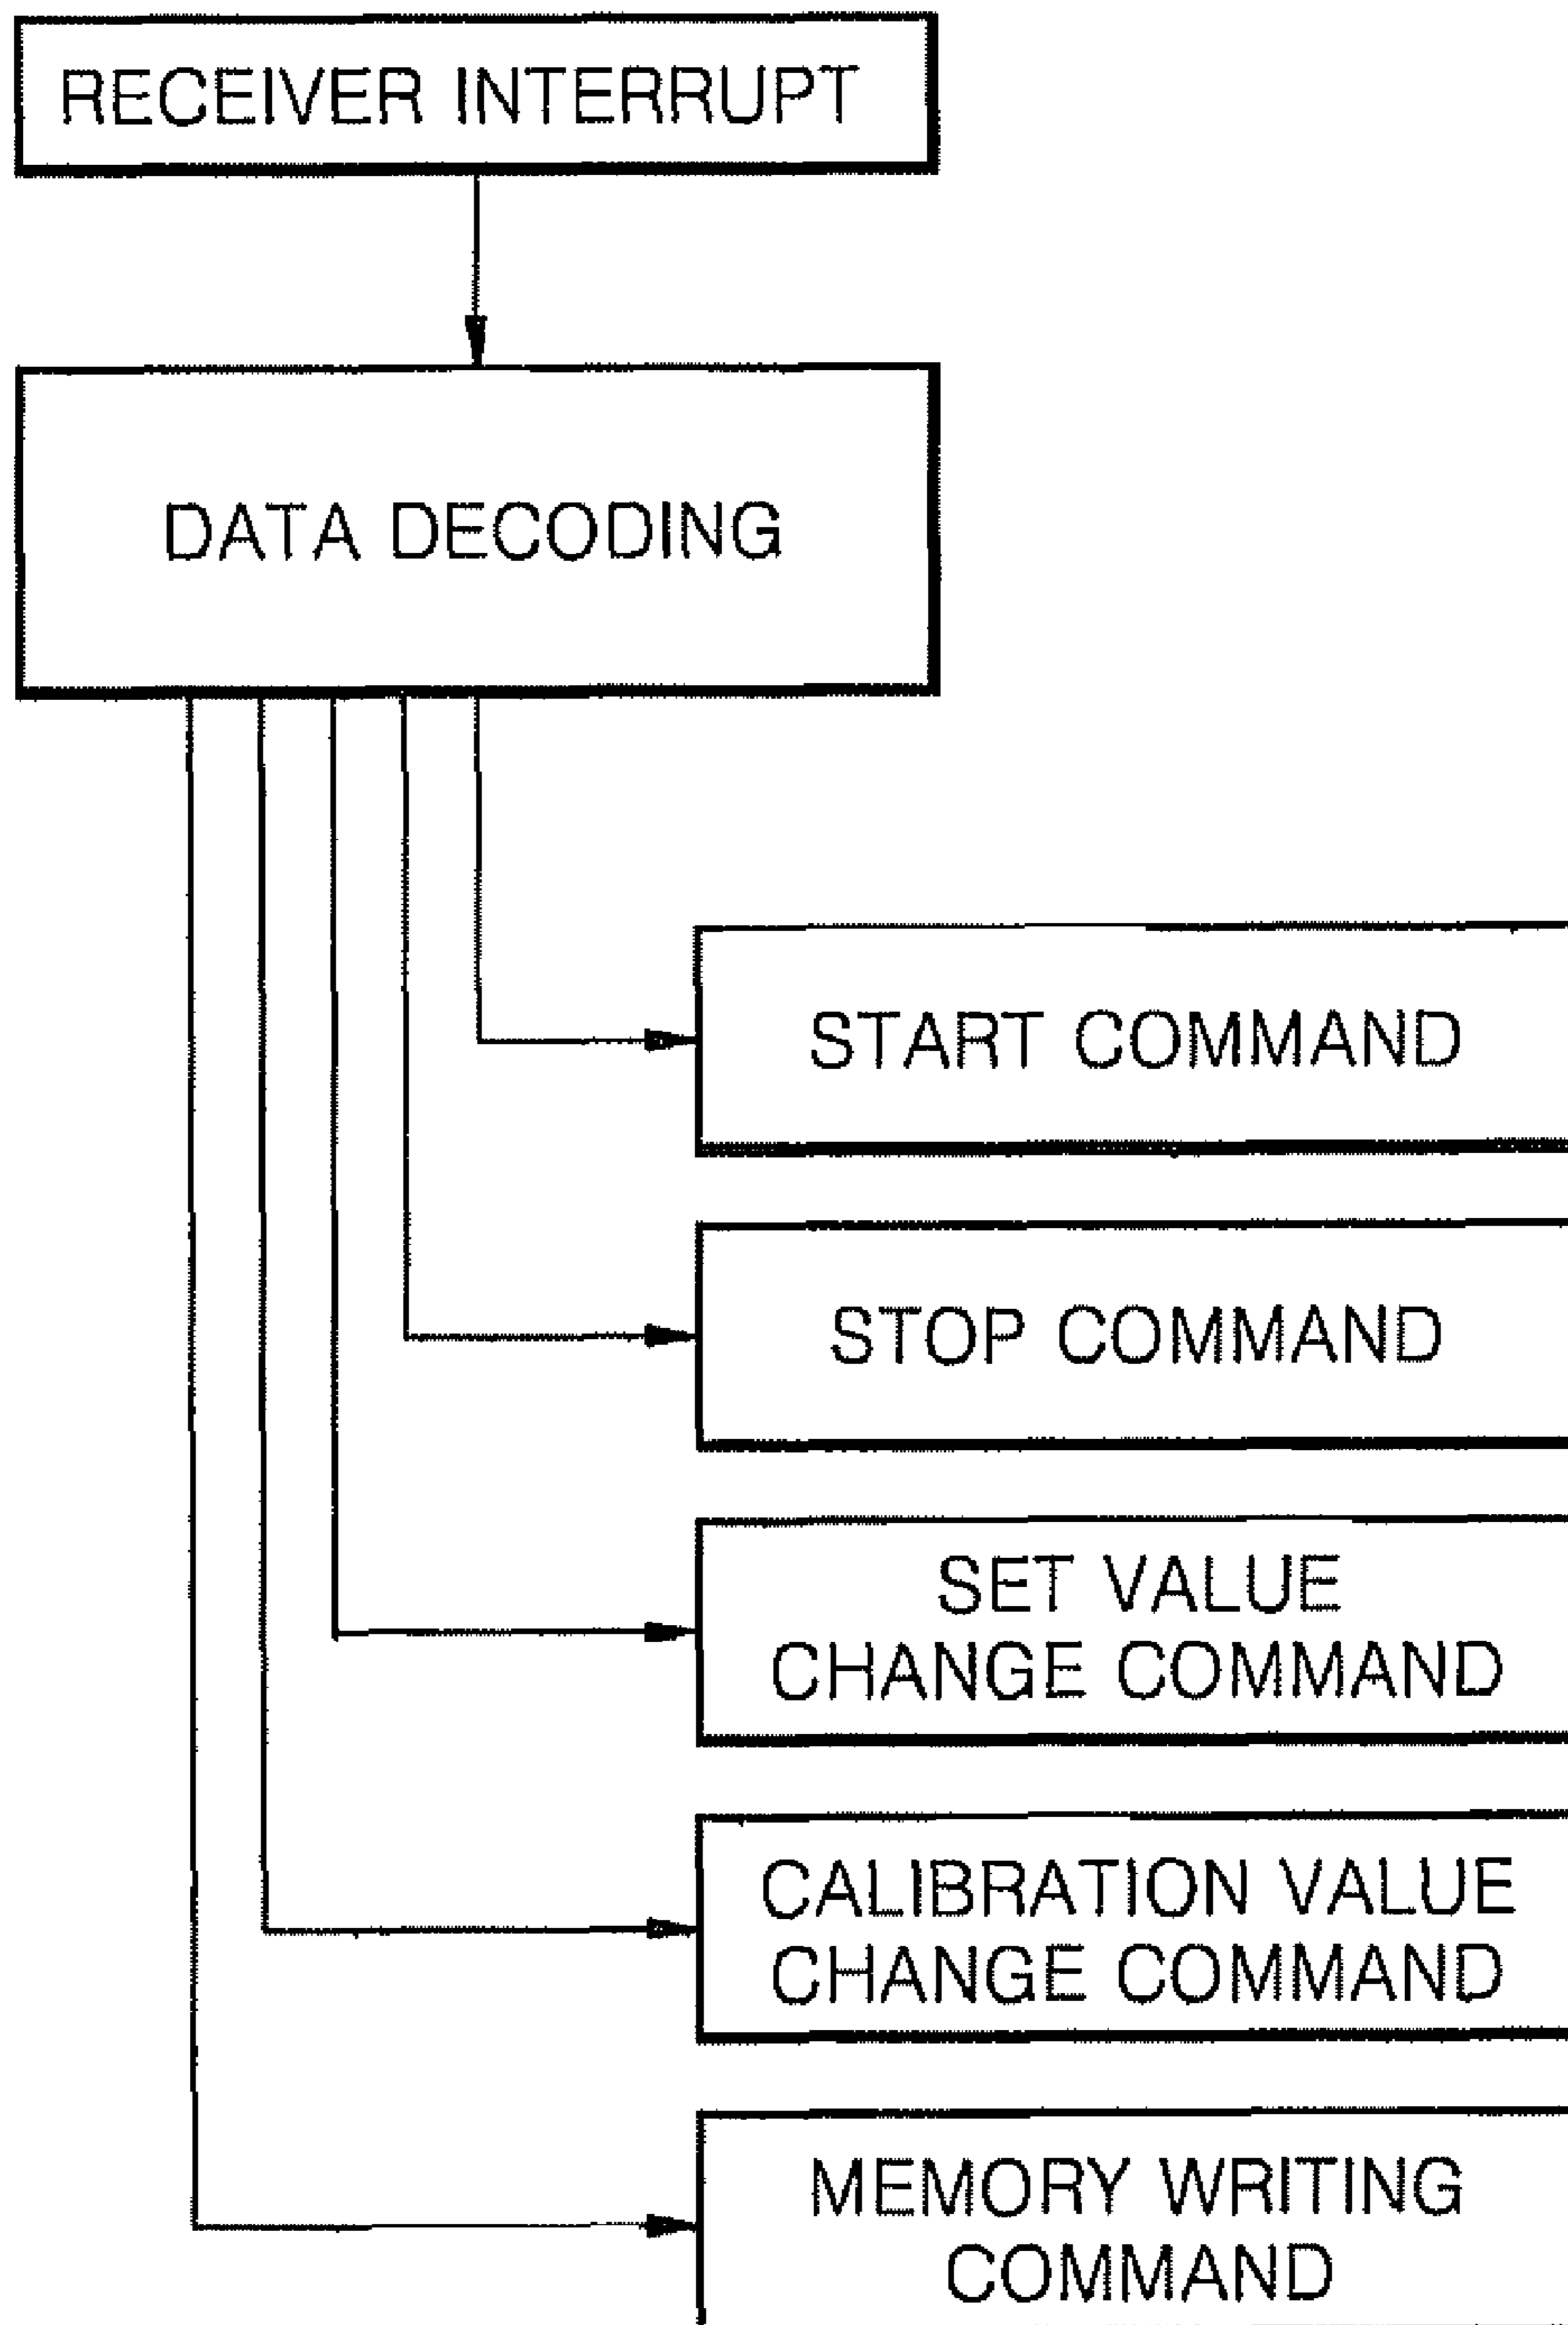 RECEIVER INTERRUPT
DATA DECODING
START COMMAND
STOP COMMAND
SET VALUE
CHANGE COMMAND
CALIBRATION VALUE
CHANGE COMMAND
MEMORY WRITING
COMMAND